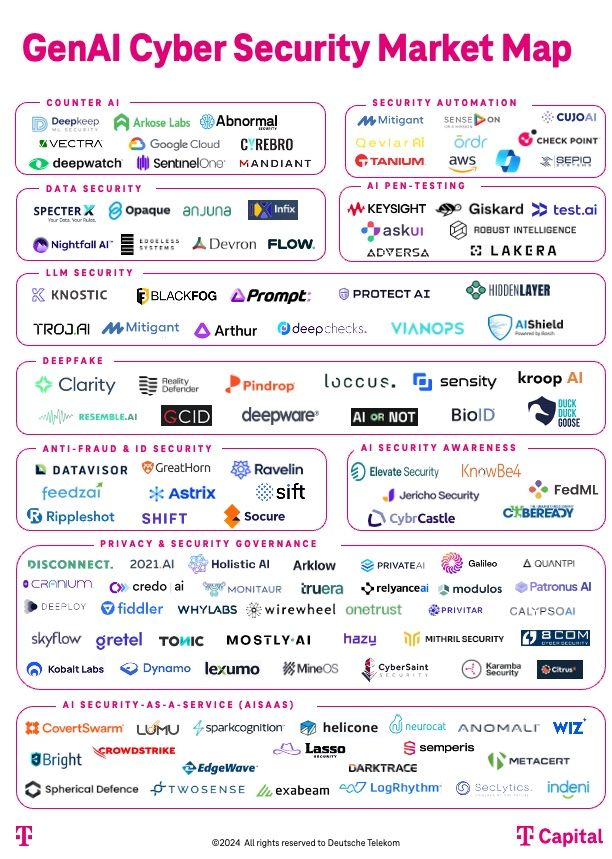 GenAI Cyber Security Market Map
COUNTER AI
Deepkeep
ML SECURITY
Arkose Labs
Abnormal
SECURITY
VECTRA
Google Cloud
CYREBRO
deepwatch
SentinelOne
MANDIANT
SECURITY AUTOMATION
Mitigant
SENSE ON
CUJOAI
Qevlar Ai
ordr
CHECK POINT
TANIUM
aws
SEPIO
SYSTEMS
DATA SECURITY
SPECTER X
Your Data. Your Rules.
Opaque
anjuna
Infix
Nightfall AI
EDGELESS
SYSTEMS
Devron
FLOW.
AI PEN-TESTING
KEYSIGHT
Giskard
test.ai
askui
ROBUST INTELLIGENCE
ADVERSA
LAKERA
LLM SECURITY
KNOSTIC
BLACKFOG
Prompt:
PROTECT AI
HIDDENLAYER
TROJ.AI
Mitigant
Arthur
deepchecks.
VIANOPS
AIShield
Powered by Bosch
DEEPFAKE
Clarity
Reality
Defender
Pindrop
loccus.
sensity
kroop AI
RESEMBLE.AI
GCID
deepware
AI OR NOT
BioID
DUCK
DUCK
GOOSE
ANTI-FRAUD & ID SECURITY
DATAVISOR
GreatHorn
Ravelin
feedzai
Astrix
sift
Rippleshot
SHIFT
Socure
AI SECURITY AWARENESS
Elevate Security
KnowBe4
Jericho Security
FedML
CybrCastle
CYBEREADY
PRIVACY & SECURITY GOVERNANCE
DISCONNECT.
2021.AI
Holistic AI
Arklow
PRIVATE AI
Galileo
QUANTPI
CRANIUM
credo|ai
MONITAUR
truera
relyanceai
modulos
Patronus AI
DEEPLOY
fiddler
WHYLABS
wirewheel
onetrust
PRIVITAR
CALYPSOAI
skyflow
gretel
TONIC
MOSTLY•AI
hazy
MITHRIL SECURITY
8COM
CYBER SECURITY
Kobalt Labs
Dynamo
lexumo
MineOS
CyberSaint
SECURITY
Karamba
Security
Citrusx
AI SECURITY-AS-A-SERVICE (AISAAS)
CovertSwarm
LUMU
sparkcognition
helicone
neurocat
ANOMALI
WIZ
Bright
CROWDSTRIKE
Lasso
SECURITY
semperis
EdgeWave
DARKTRACE
METACERT
Spherical Defence
TWOSENSE
exabeam
LogRhythm
SecLytics.
indeni
T
©2024 All rights reserved to Deutsche Telekom
T Capital